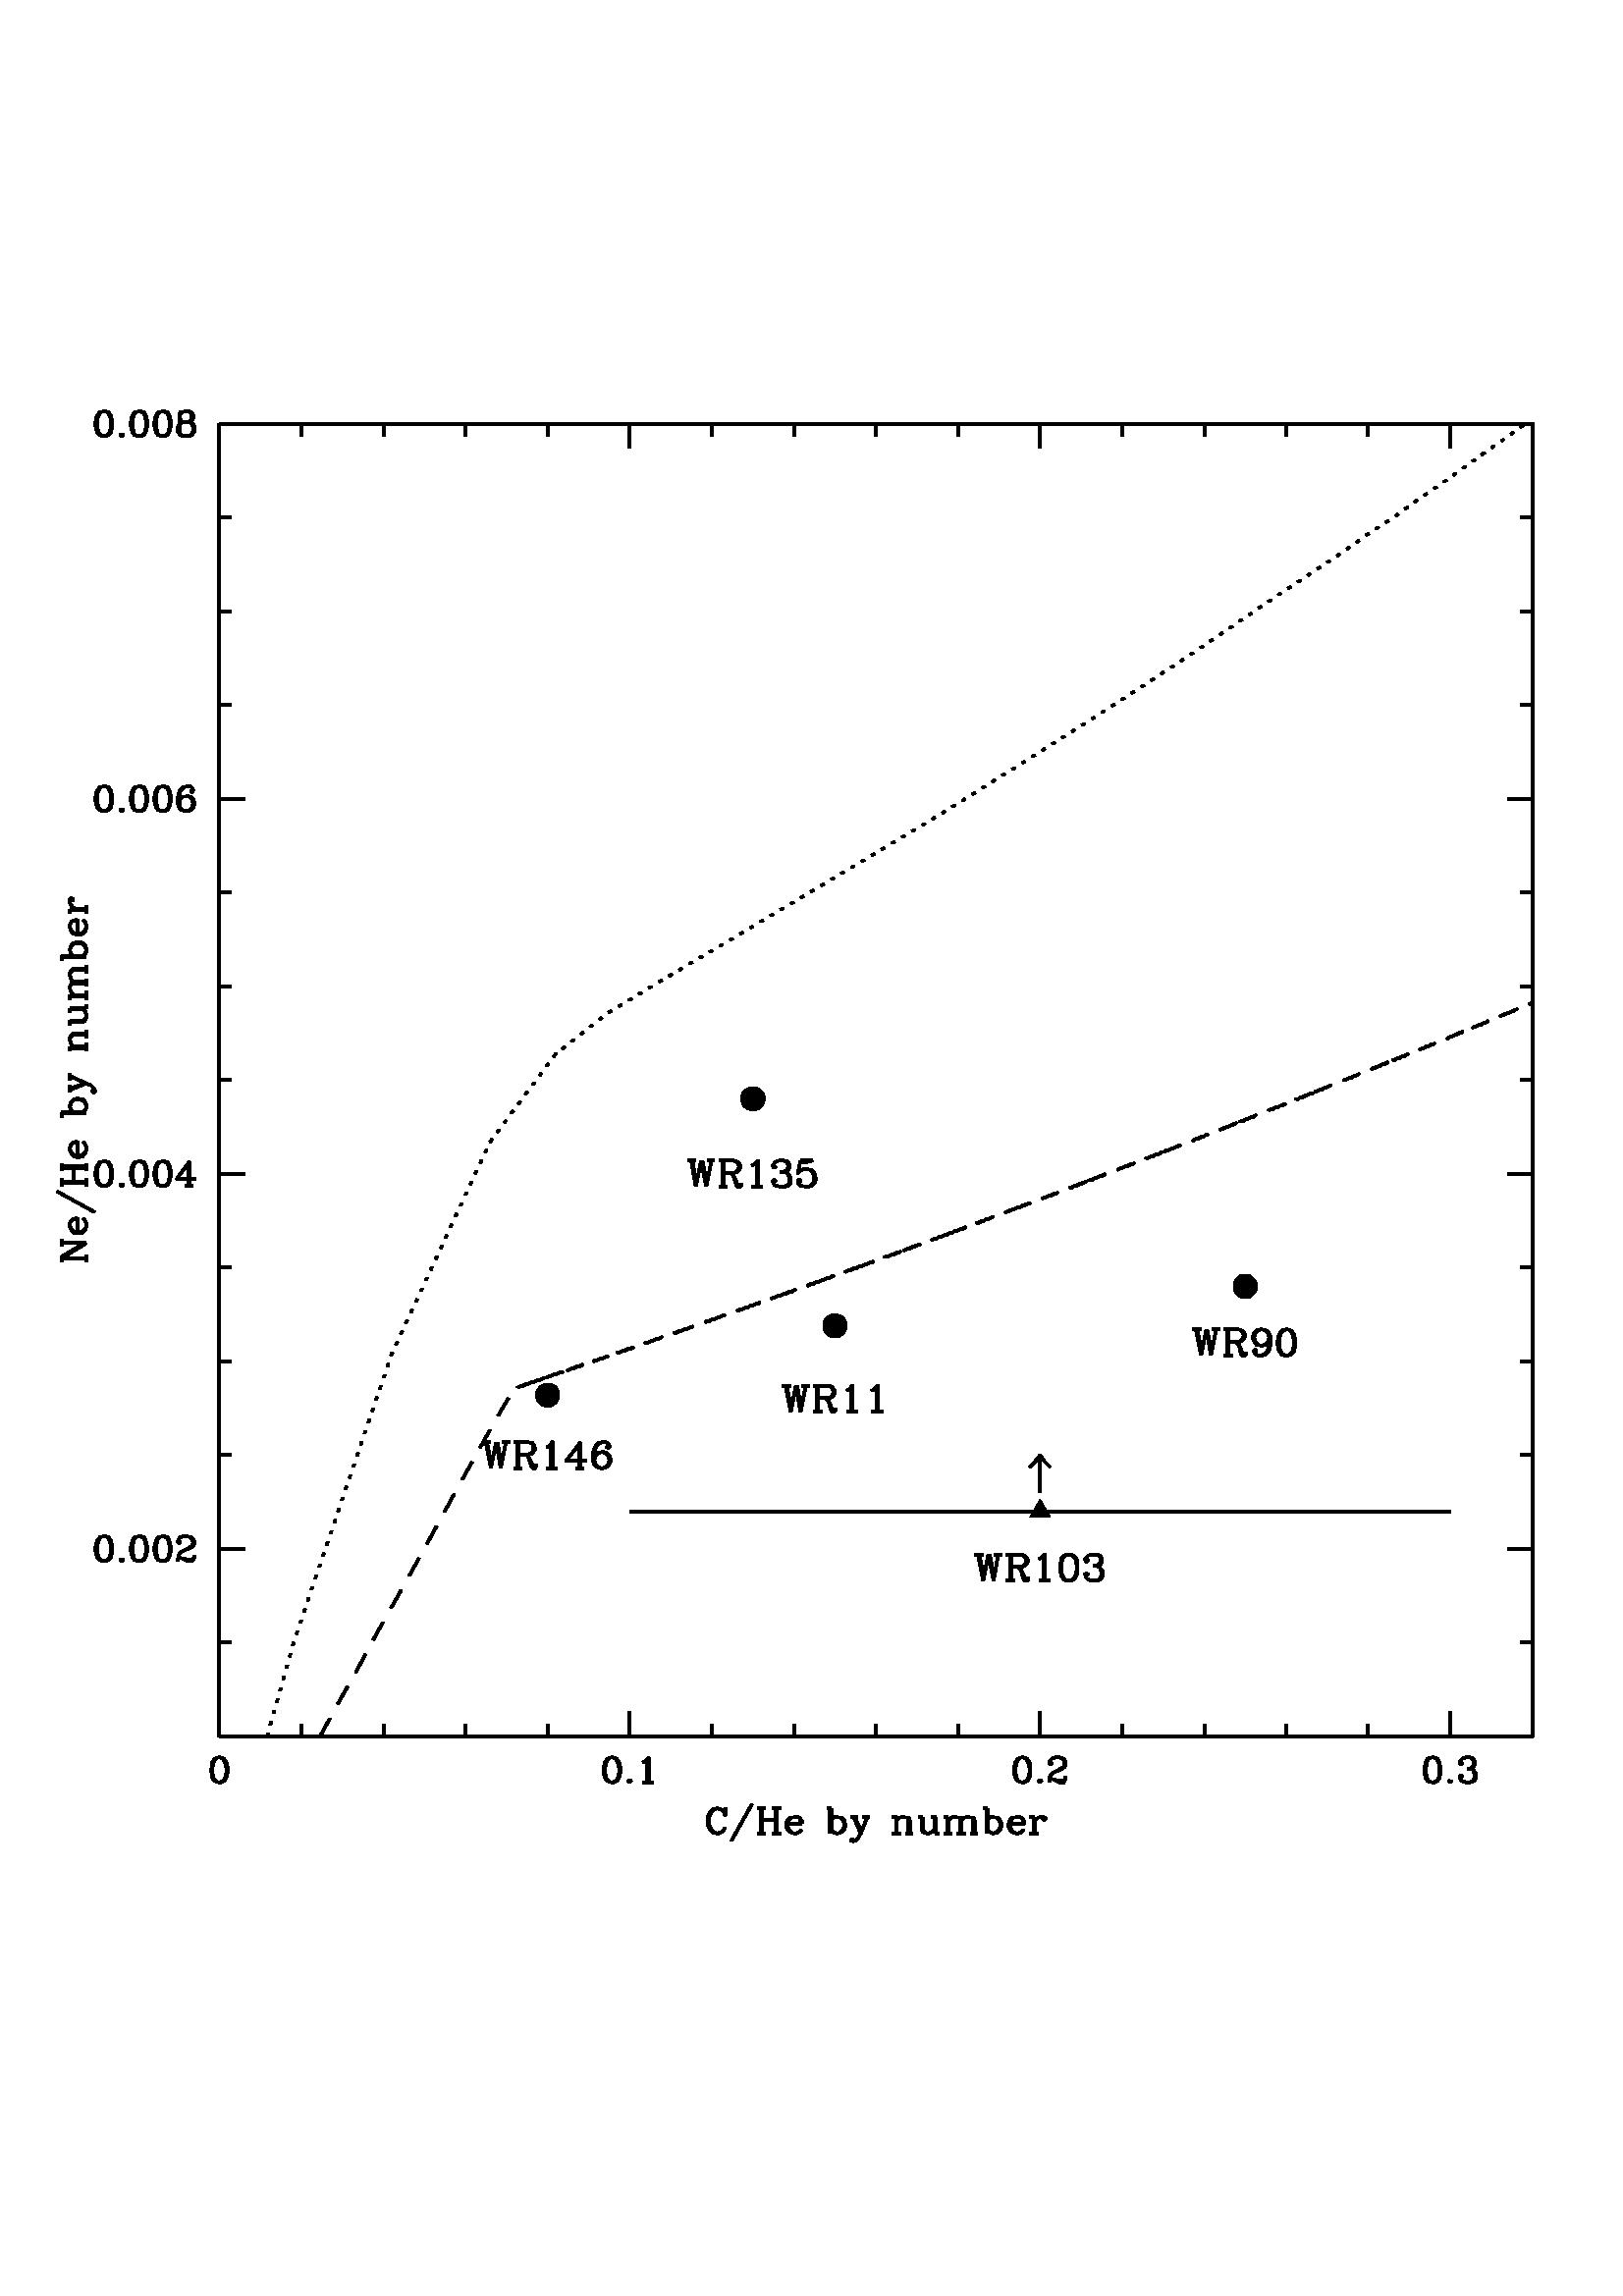 0.008
0.006
0.004
0.002
Ne/He by number
WR135
WR90
WR11
WR146
WR103
0 0.1 0.2 0.3
C/He by number